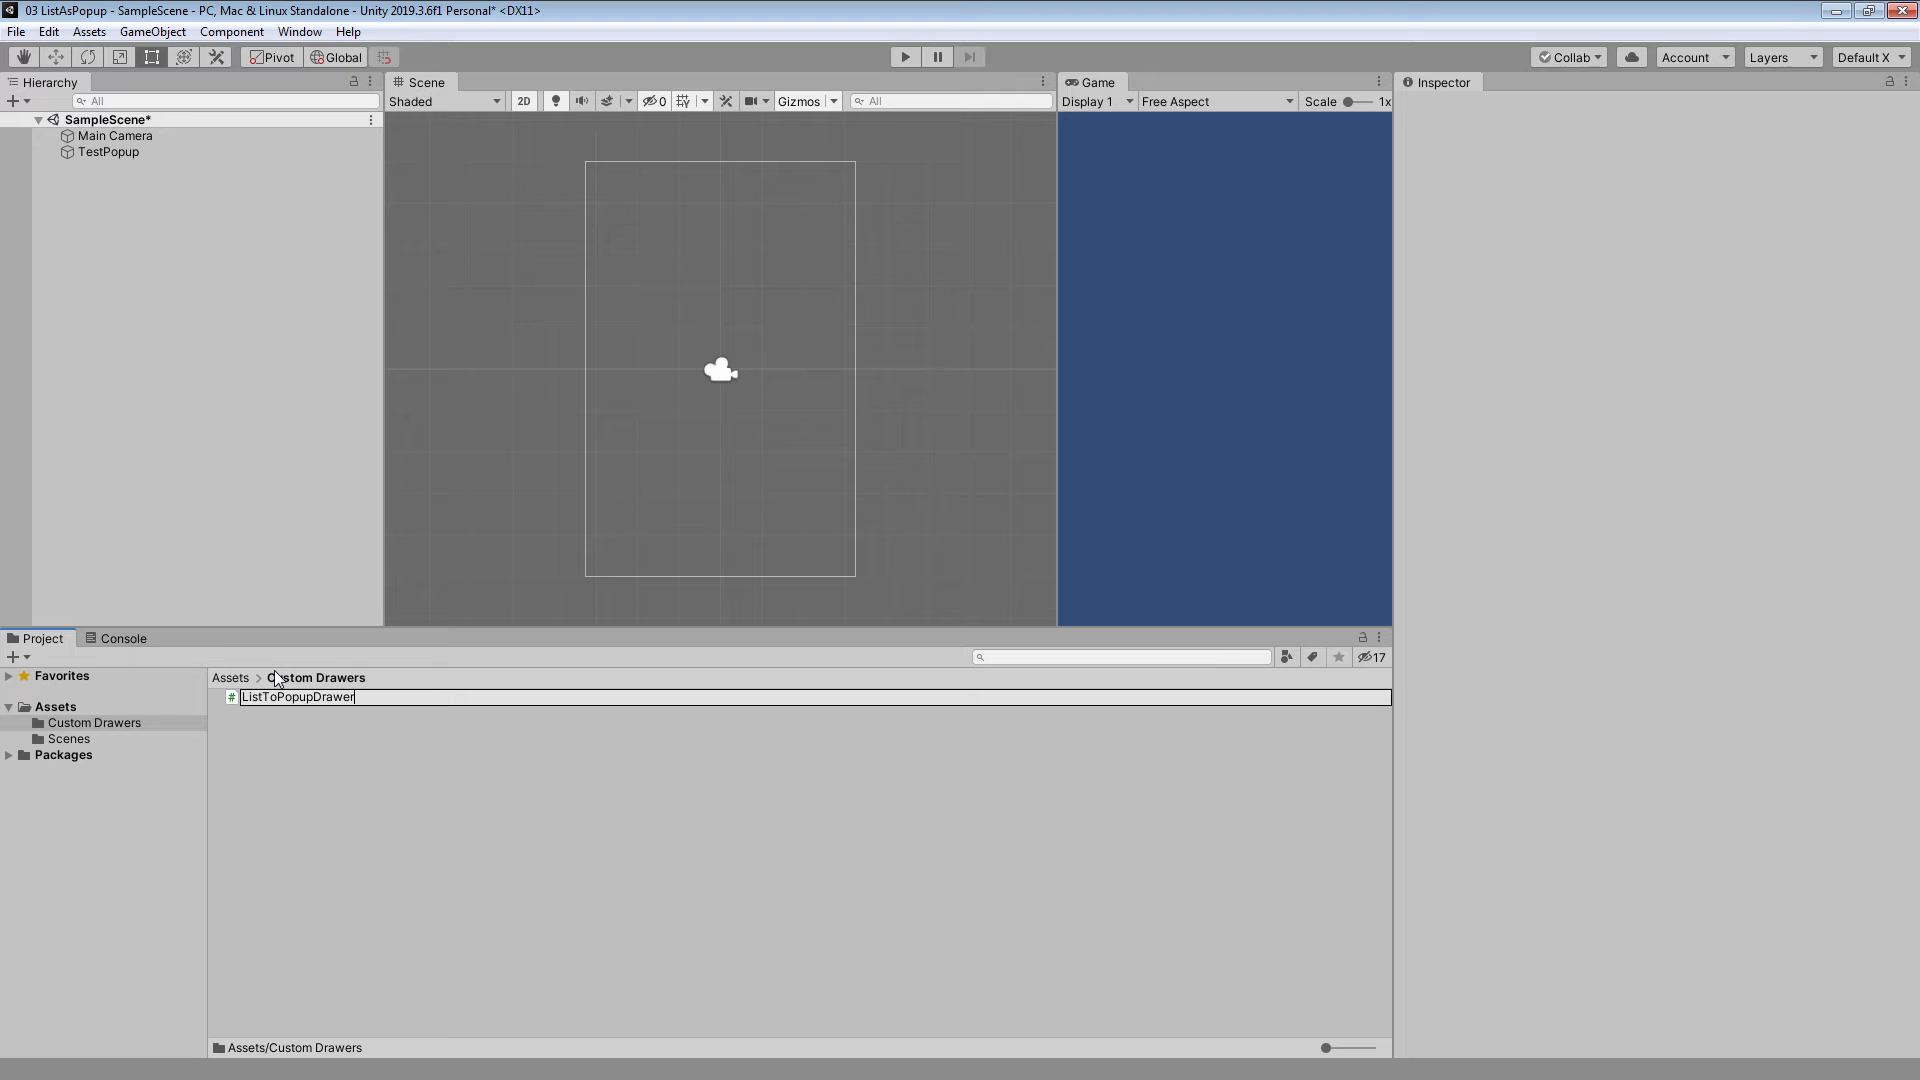 03 ListAsPopup - SampleScene - PC, Mac & Linux Standalone - Unity 2019.3.6f1 Personal* <DX11>
File Edit Assets GameObject Component Window Help
Pivot Global Collab Account Layers Default X
Hierarchy Scene Game Inspector
All Shaded 2D 0 Gizmos All Display 1 Free Aspect Scale 1x
SampleScene*
Main Camera
TestPopup
Project Console
17
Favorites
Assets > Custom Drawers
# ListToPopupDrawer
Assets
Custom Drawers
Scenes
Packages
Assets/Custom Drawers